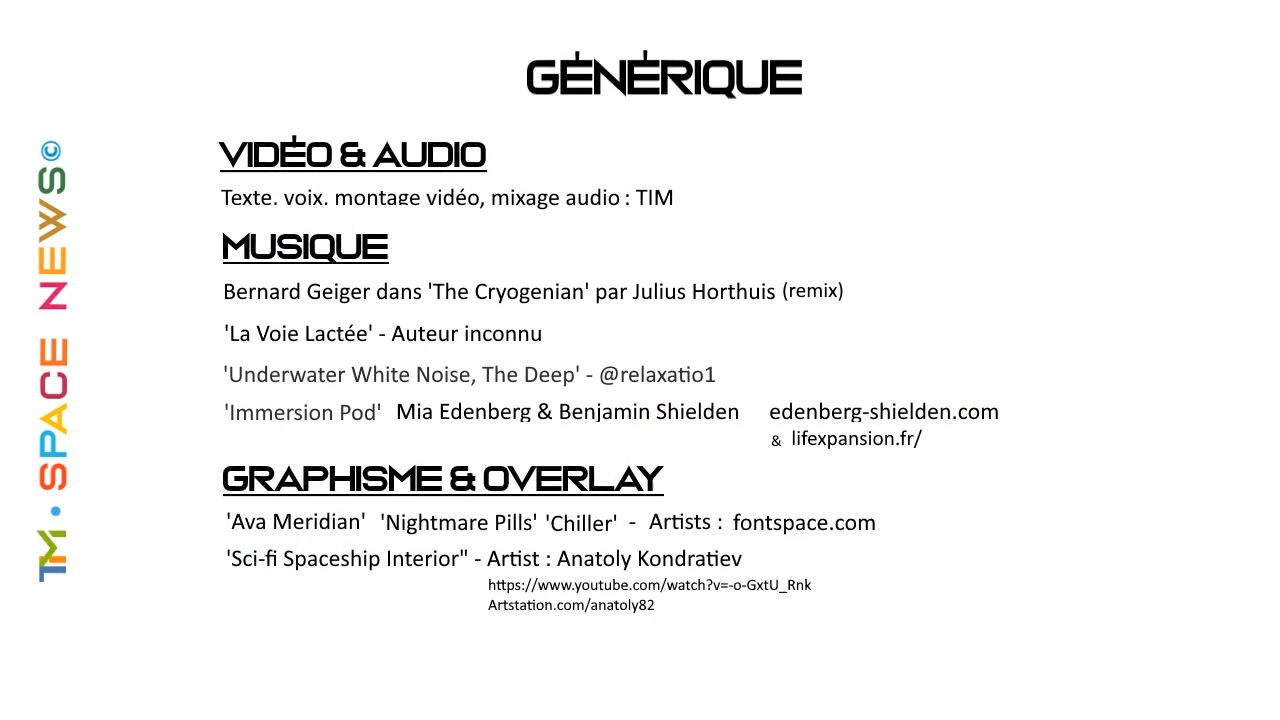 GÉNÉRIQUE
VIDÉO & AUDIO
Texte, voix, montage vidéo, mixage audio : TIM
MUSIQUE
Bernard Geiger dans 'The Cryogenian' par Julius Horthuis (remix)
'La Voie Lactée' - Auteur inconnu
'Underwater White Noise, The Deep' - @relaxatio1
'Immersion Pod' Mia Edenberg & Benjamin Shielden edenberg-shielden.com
& lifexpansion.fr/
GRAPHISME & OVERLAY
'Ava Meridian' 'Nightmare Pills' 'Chiller' - Artists : fontspace.com
'Sci-fi Spaceship Interior" - Artist : Anatoly Kondratiev
https://www.youtube.com/watch?v=-o-GxtU_Rnk
Artstation.com/anatoly82
TIM • SPACE NEWS©